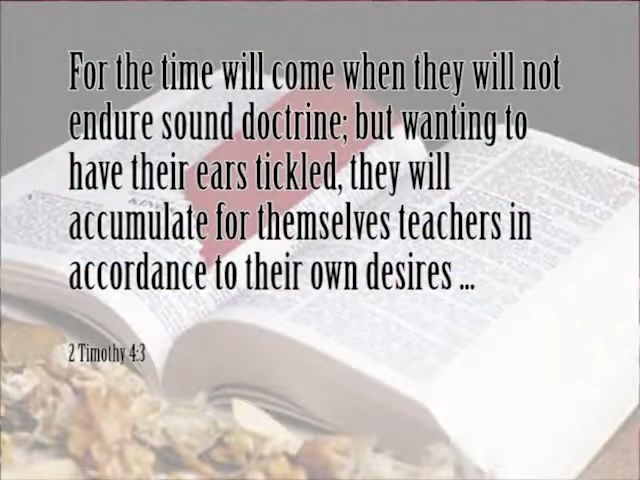 For the time will come when they will not
endure sound doctrine; but wanting to
have their ears tickled, they will
accumulate for themselves teachers in
accordance to their own desires ...
2 Timothy 4:3